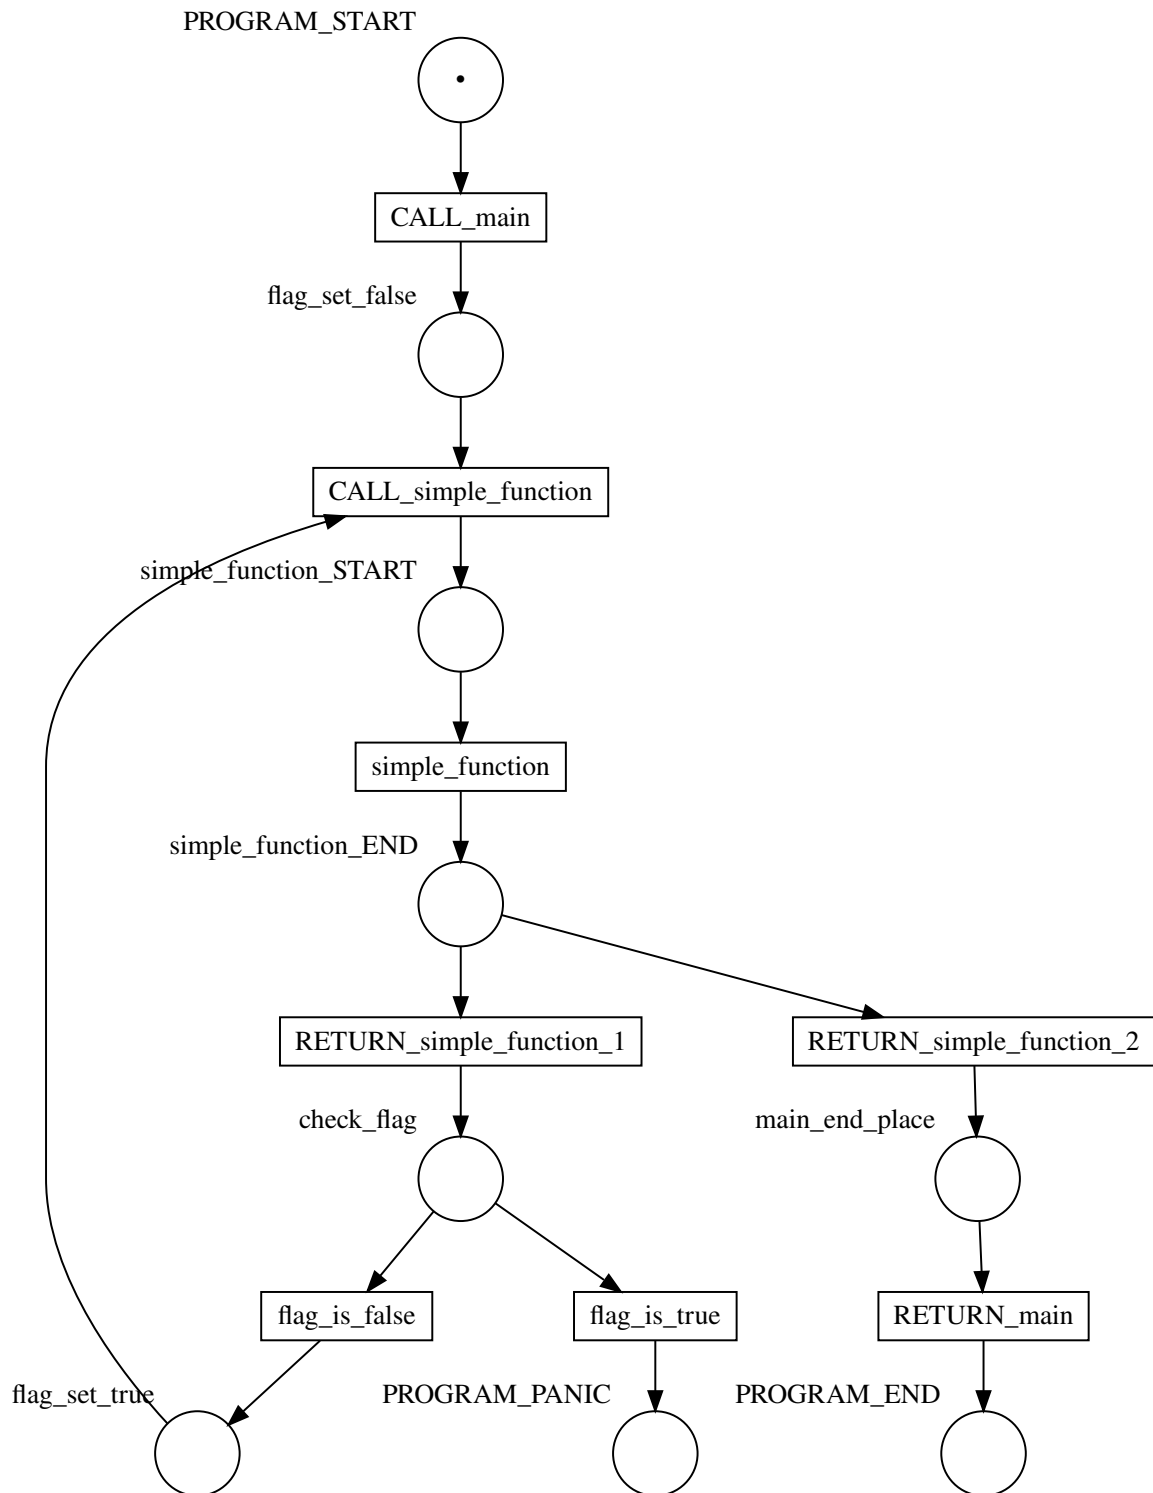 PROGRAM_START
CALL_main
flag_set_false
CALL_simple_function
simple_function_START
simple_function
simple_function_END
RETURN_simple_function_1
RETURN_simple_function_2
check_flag
main_end_place
flag_is_false
flag_is_true
RETURN_main
flag_set_true
PROGRAM_PANIC
PROGRAM_END